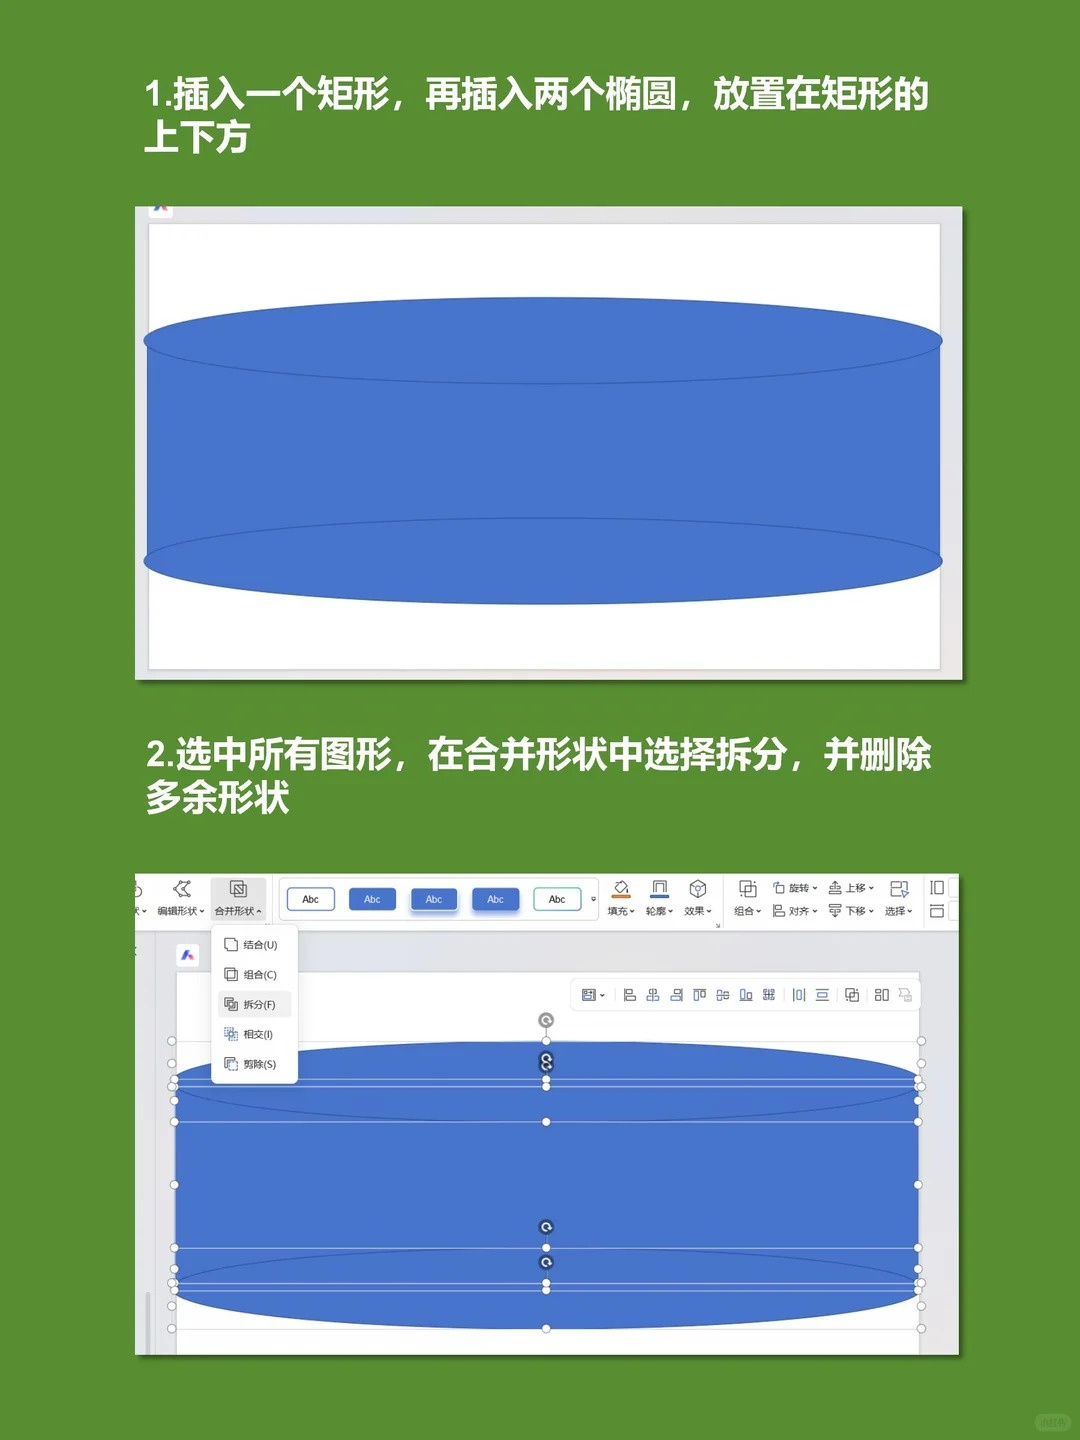 1.插入一个矩形，再插入两个椭圆，放置在矩形的
上下方
2.选中所有图形，在合并形状中选择拆分，并删除
多余形状
编辑形状 合并形状 Abc Abc Abc Abc Abc 填充 轮廓 效果 组合 旋转 对齐 上移 下移 选择
结合(U)
组合(C)
拆分(F)
相交(I)
剪除(S)
小红书